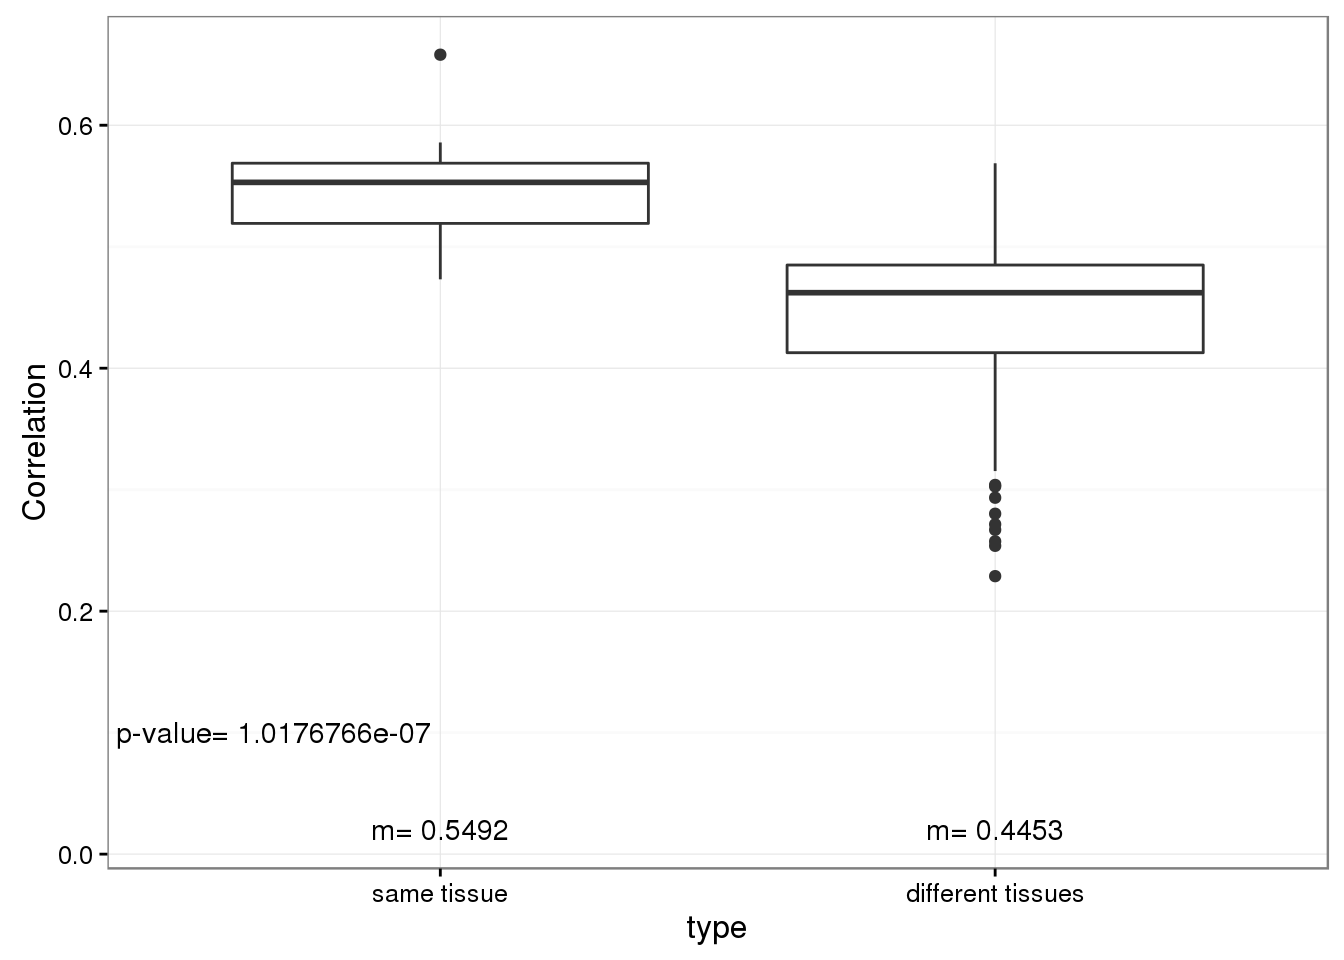 0.6
0.4
0.2
0.0
Correlation
p-value= 1.0176766e-07
m= 0.5492
m= 0.4453
same tissue
different tissues
type